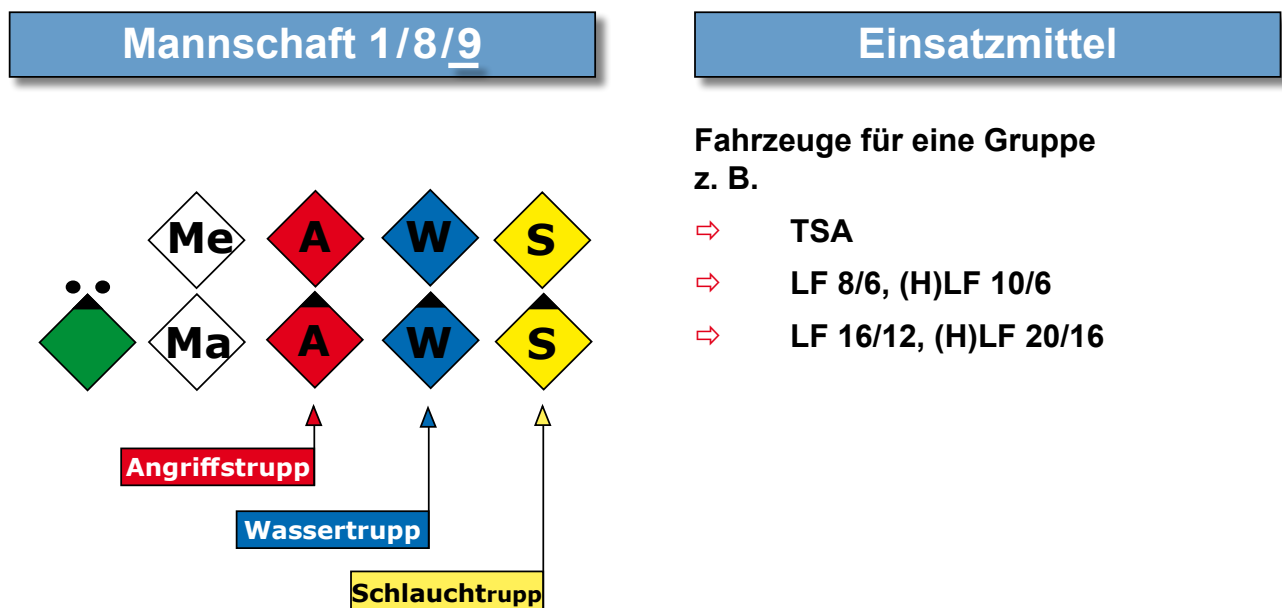 Mannschaft 1/8/9
Me A W S
Ma A W S
Angriffstrupp
Wassertrupp
Schlauchtrupp
Einsatzmittel
Fahrzeuge für eine Gruppe
z. B.
⇨ TSA
⇨ LF 8/6, (H)LF 10/6
⇨ LF 16/12, (H)LF 20/16